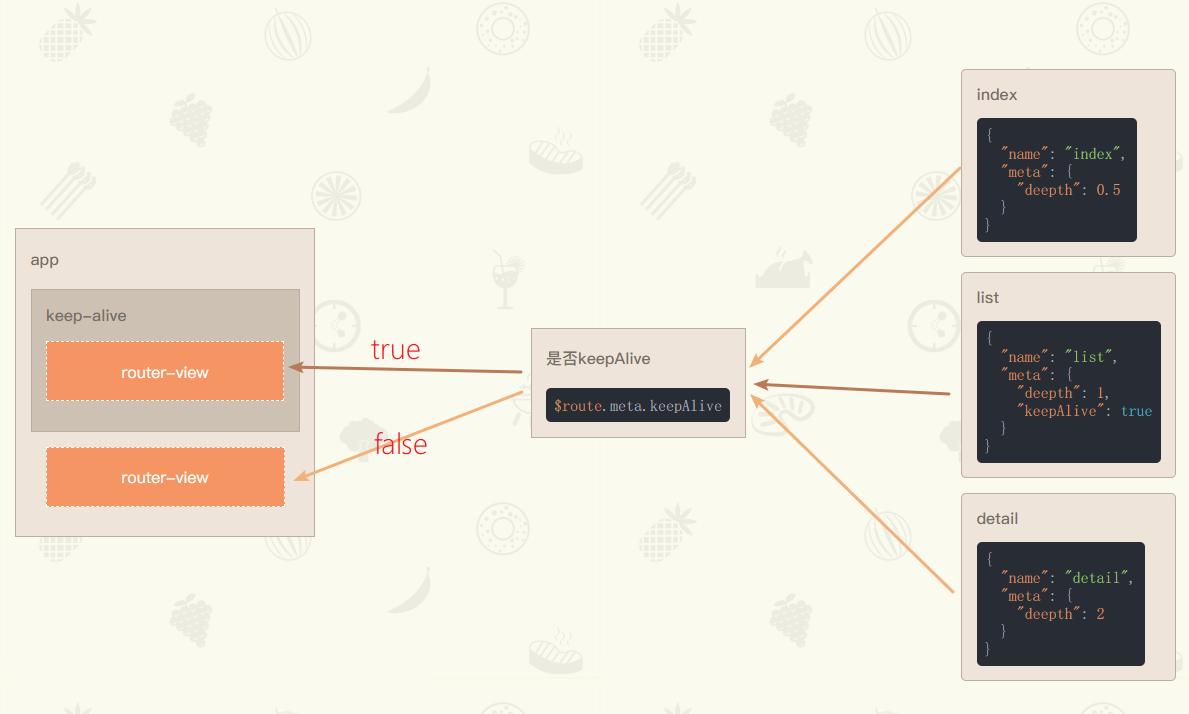 app
keep-alive
router-view
router-view
true
false
是否keepAlive
$route.meta.keepAlive
index
{
  "name": "index",
  "meta": {
    "deepth": 0.5
  }
}
list
{
  "name": "list",
  "meta": {
    "deepth": 1,
    "keepAlive": true
  }
}
detail
{
  "name": "detail",
  "meta": {
    "deepth": 2
  }
}